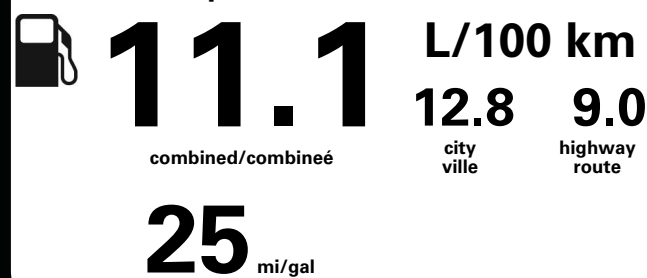 11.1 L/100 km
12.8 9.0
combined/combineé city highway
ville route
25 mi/gal